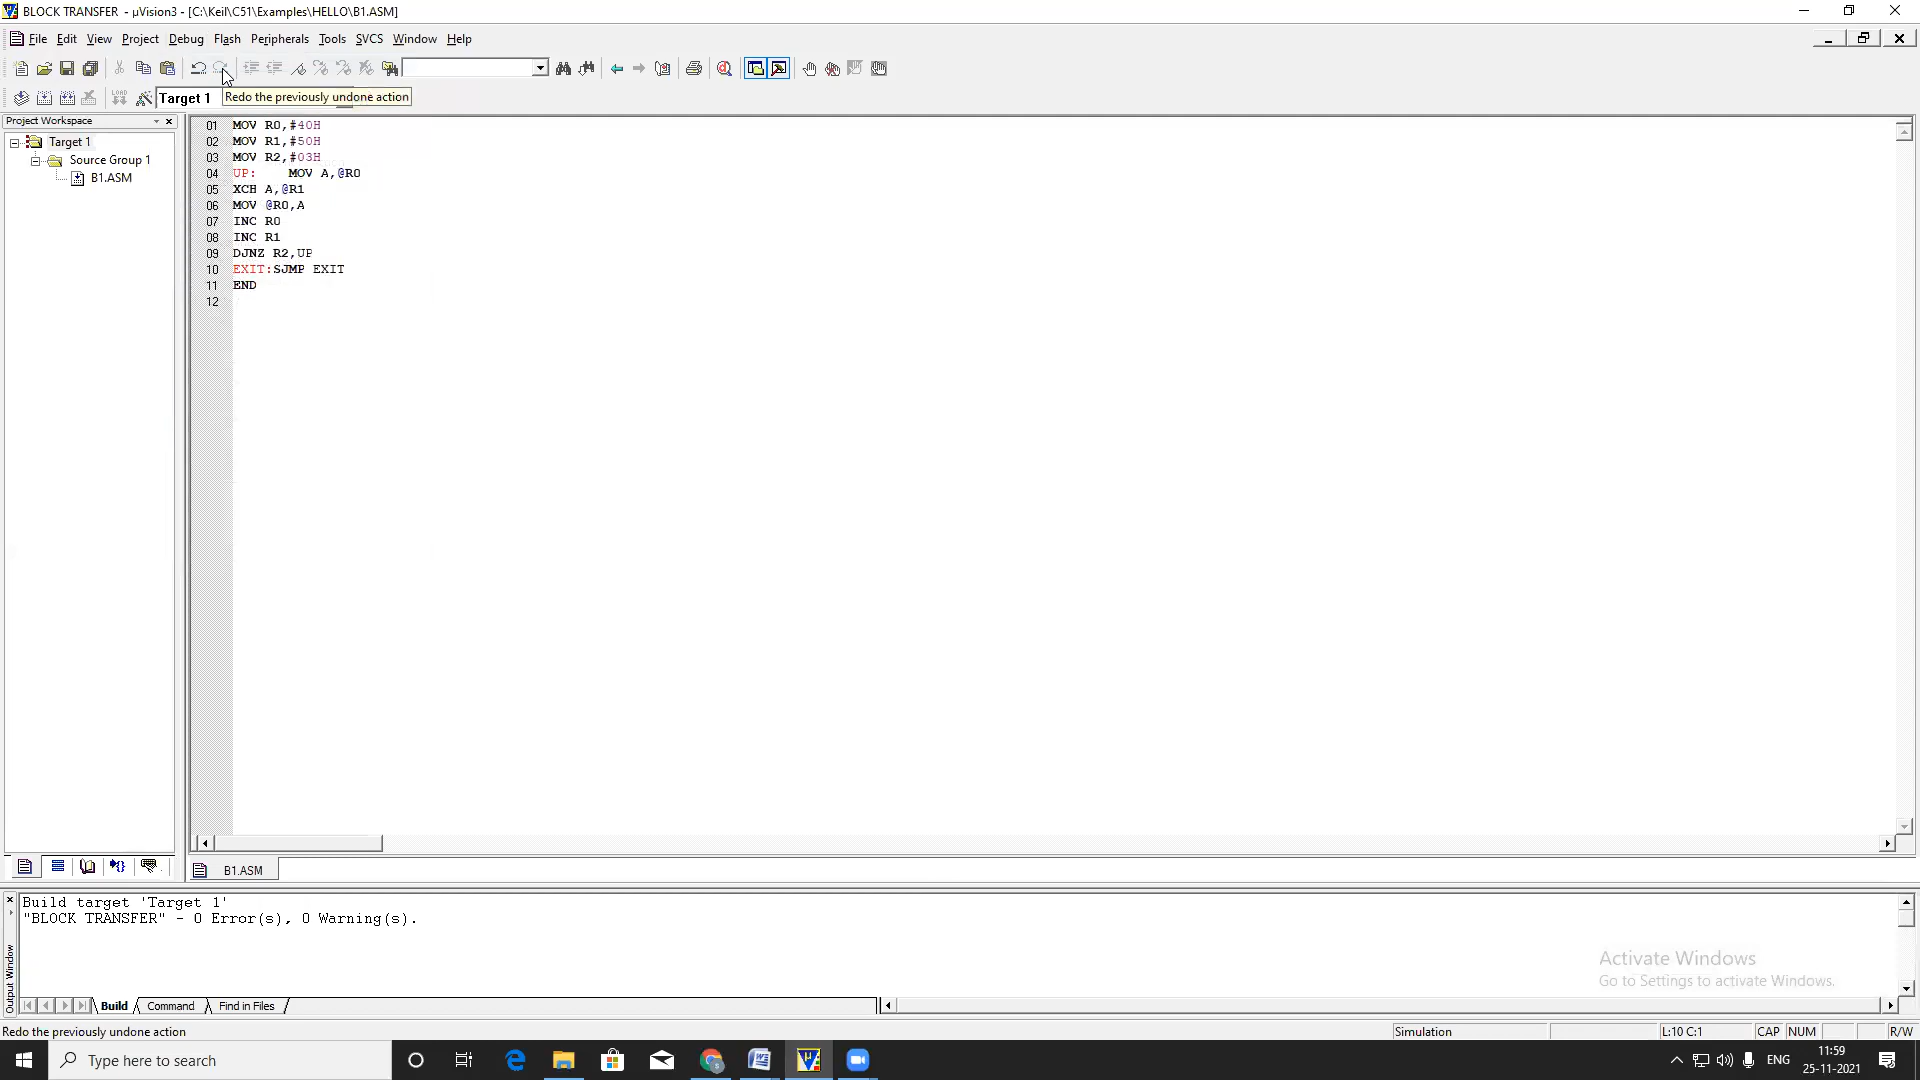 BLOCK TRANSFER - µVision3 - [C:\Keil\C51\Examples\HELLO\B1.ASM]
File Edit View Project Debug Flash Peripherals Tools SVCS Window Help
Target 1
Redo the previously undone action
Project Workspace
Target 1
Source Group 1
B1.ASM
01 MOV R0,#40H
02 MOV R1,#50H
03 MOV R2,#03H
04 UP: MOV A,@R0
05 XCH A,@R1
06 MOV @R0,A
07 INC R0
08 INC R1
09 DJNZ R2,UP
10 EXIT:SJMP EXIT
11 END
12
B1.ASM
Build target 'Target 1'
"BLOCK TRANSFER" - 0 Error(s), 0 Warning(s).
Output Window
Activate Windows
Go to Settings to activate Windows.
Build Command Find in Files
Redo the previously undone action Simulation L:10 C:1 CAP NUM R/W
Type here to search
ENG
11:59
25-11-2021